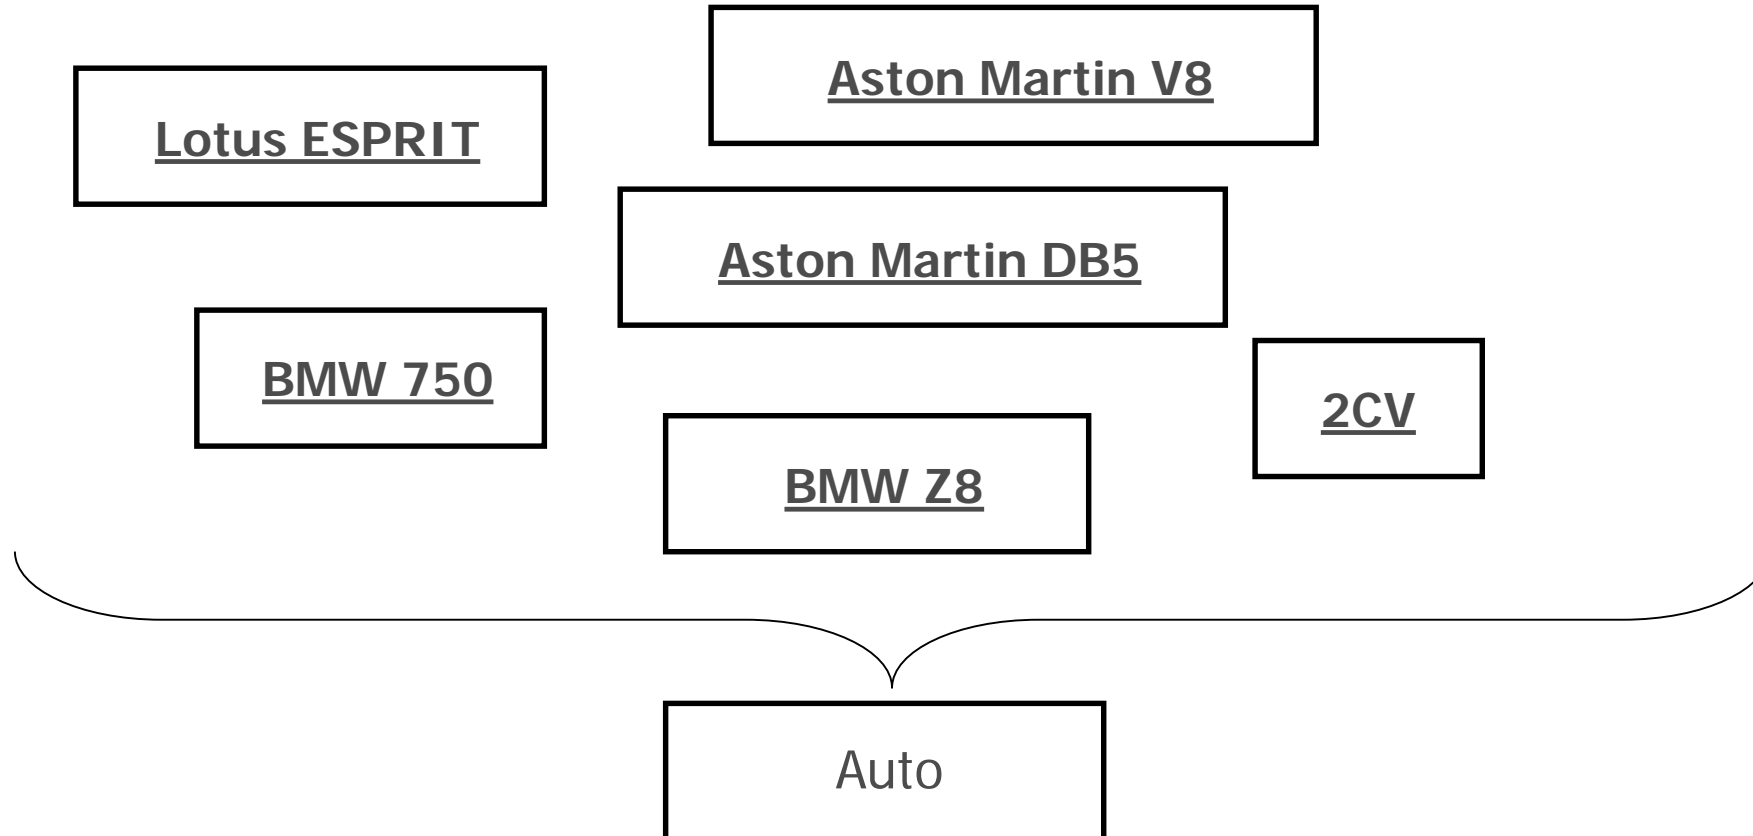 Aston Martin V8
Lotus ESPRIT
Aston Martin DB5
BMW 750
2CV
BMW Z8
Auto